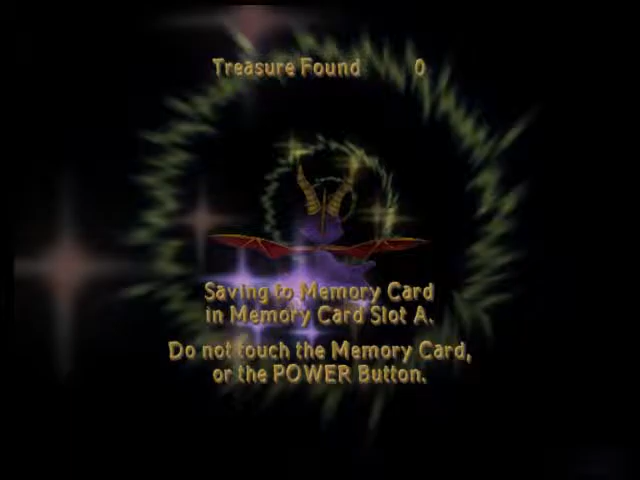 Treasure Found 0
Saving to Memory Card
in Memory Card Slot A.
Do not touch the Memory Card,
or the POWER Button.